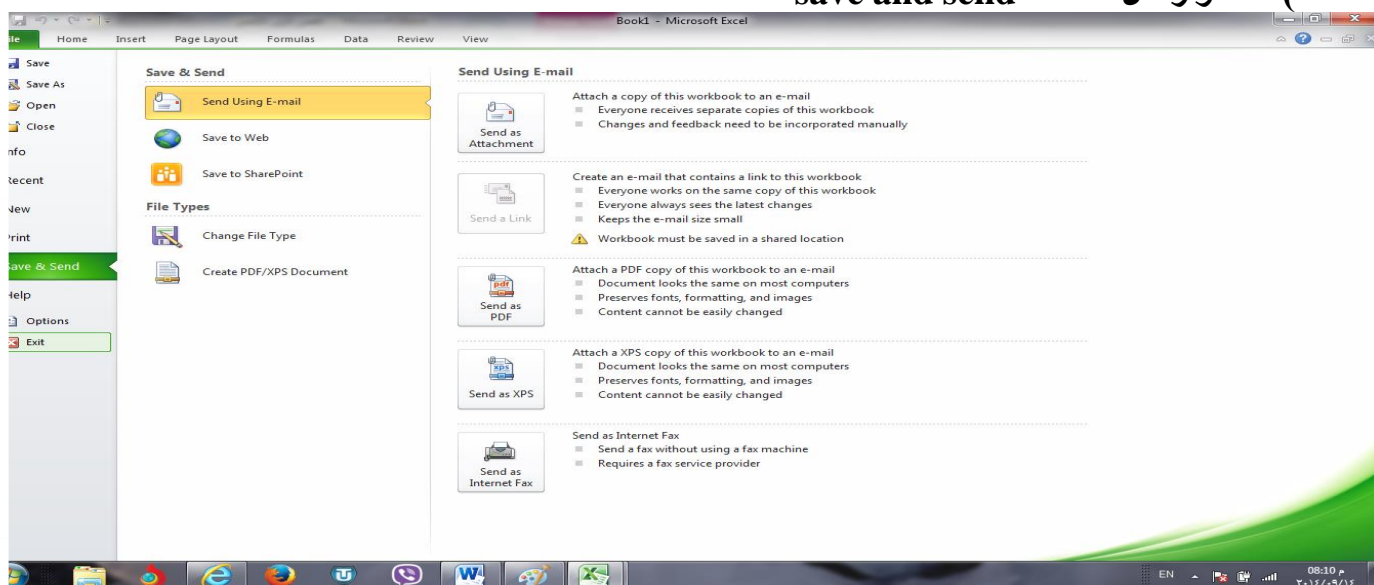 save and send
Book1 - Microsoft Excel
Home Insert Page Layout Formulas Data Review View
Save
Save As
Open
Close
nfo
Recent
New
Print
Save & Send
Help
Options
Exit
Save & Send
Send Using E-mail
Save to Web
Save to SharePoint
File Types
Change File Type
Create PDF/XPS Document
Send Using E-mail
Send as
Attachment
Attach a copy of this workbook to an e-mail
Everyone receives separate copies of this workbook
Changes and feedback need to be incorporated manually
Send a Link
Create an e-mail that contains a link to this workbook
Everyone works on the same copy of this workbook
Everyone always sees the latest changes
Keeps the e-mail size small
Workbook must be saved in a shared location
pdf
Send as
PDF
Attach a PDF copy of this workbook to an e-mail
Document looks the same on most computers
Preserves fonts, formatting, and images
Content cannot be easily changed
xps
Send as XPS
Attach a XPS copy of this workbook to an e-mail
Document looks the same on most computers
Preserves fonts, formatting, and images
Content cannot be easily changed
Send as
Internet Fax
Send as Internet Fax
Send a fax without using a fax machine
Requires a fax service provider
EN
08:10 م